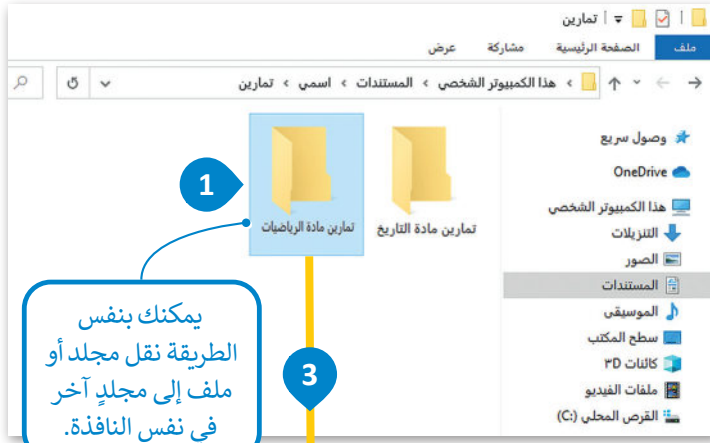 تمارين
ملف
الصفحة الرئيسية
مشاركة
عرض
هذا الكمبيوتر الشخصي › المستندات › اسمي › تمارين
وصول سريع
OneDrive
هذا الكمبيوتر الشخصي
التنزيلات
الصور
المستندات
الموسيقى
سطح المكتب
كائنات ٣D
ملفات الفيديو
القرص المحلي (C:)
تمارين مادة التاريخ
تمارين مادة الرياضيات
1
يمكنك بنفس
الطريقة نقل مجلد أو
ملف إلى مجلدٍ آخر
في نفس النافذة.
3